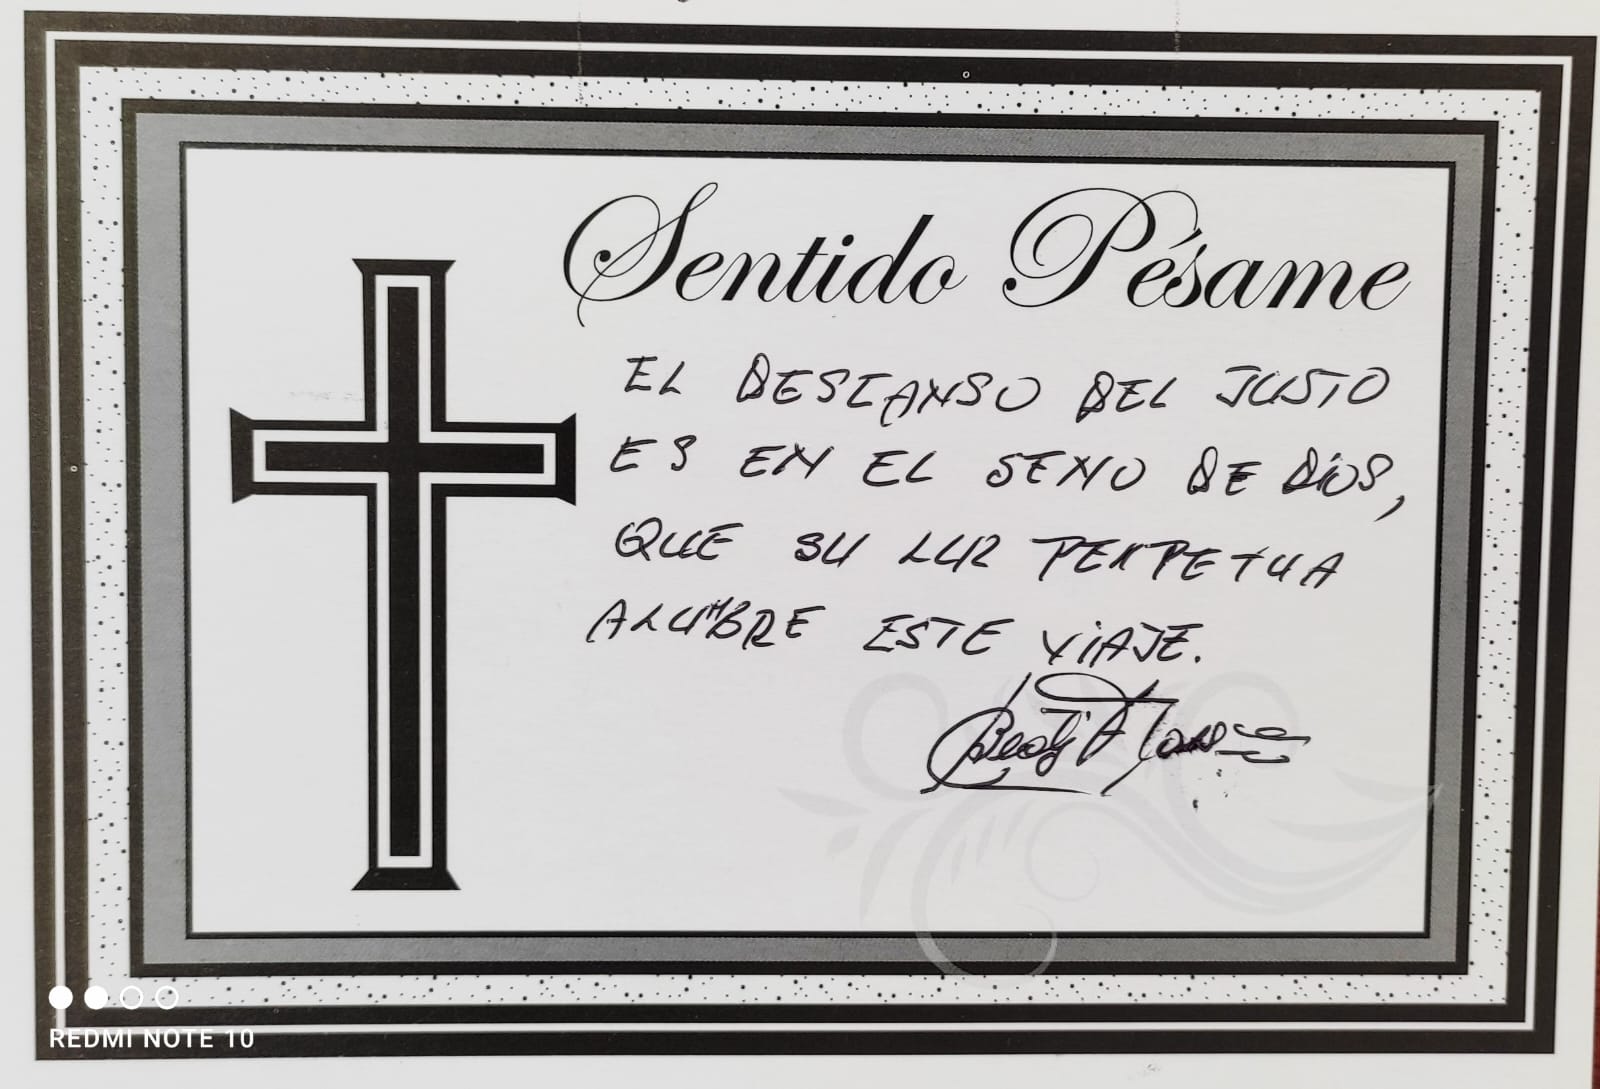 Sentido Pésame
EL DESCANSO DEL JUSTO
ES EN EL SENO DE DIOS,
QUE SU LUZ PERPETUA
ALUMBRE ESTE VIAJE.
REDMI NOTE 10